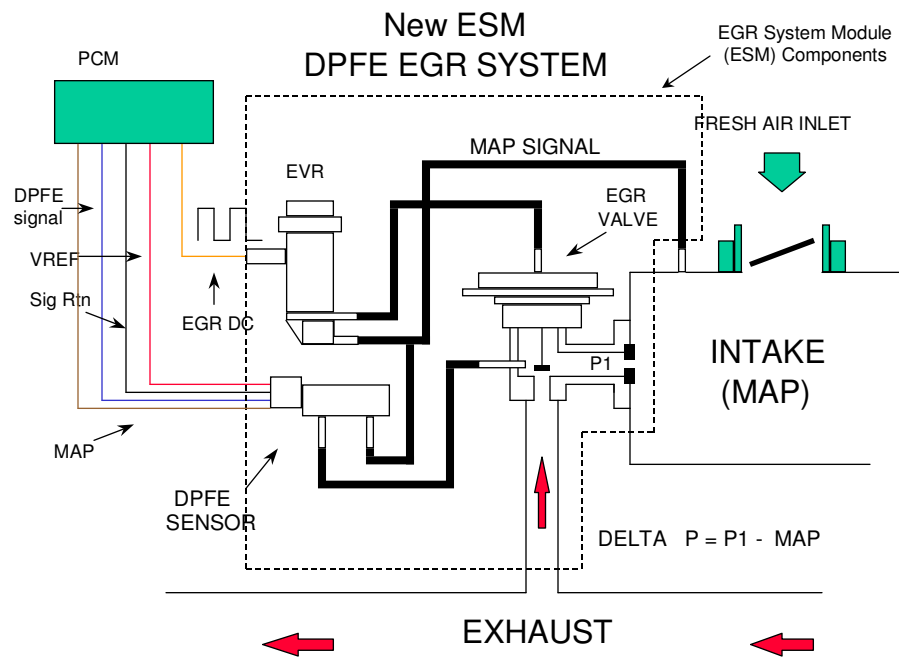 New ESM
DPFE EGR SYSTEM
EGR System Module
(ESM) Components
PCM
FRESH AIR INLET
MAP SIGNAL
EVR
EGR
VALVE
DPFE
signal
VREF
Sig Rtn
EGR DC
P1
INTAKE
(MAP)
MAP
DPFE
SENSOR
DELTA P = P1 - MAP
EXHAUST